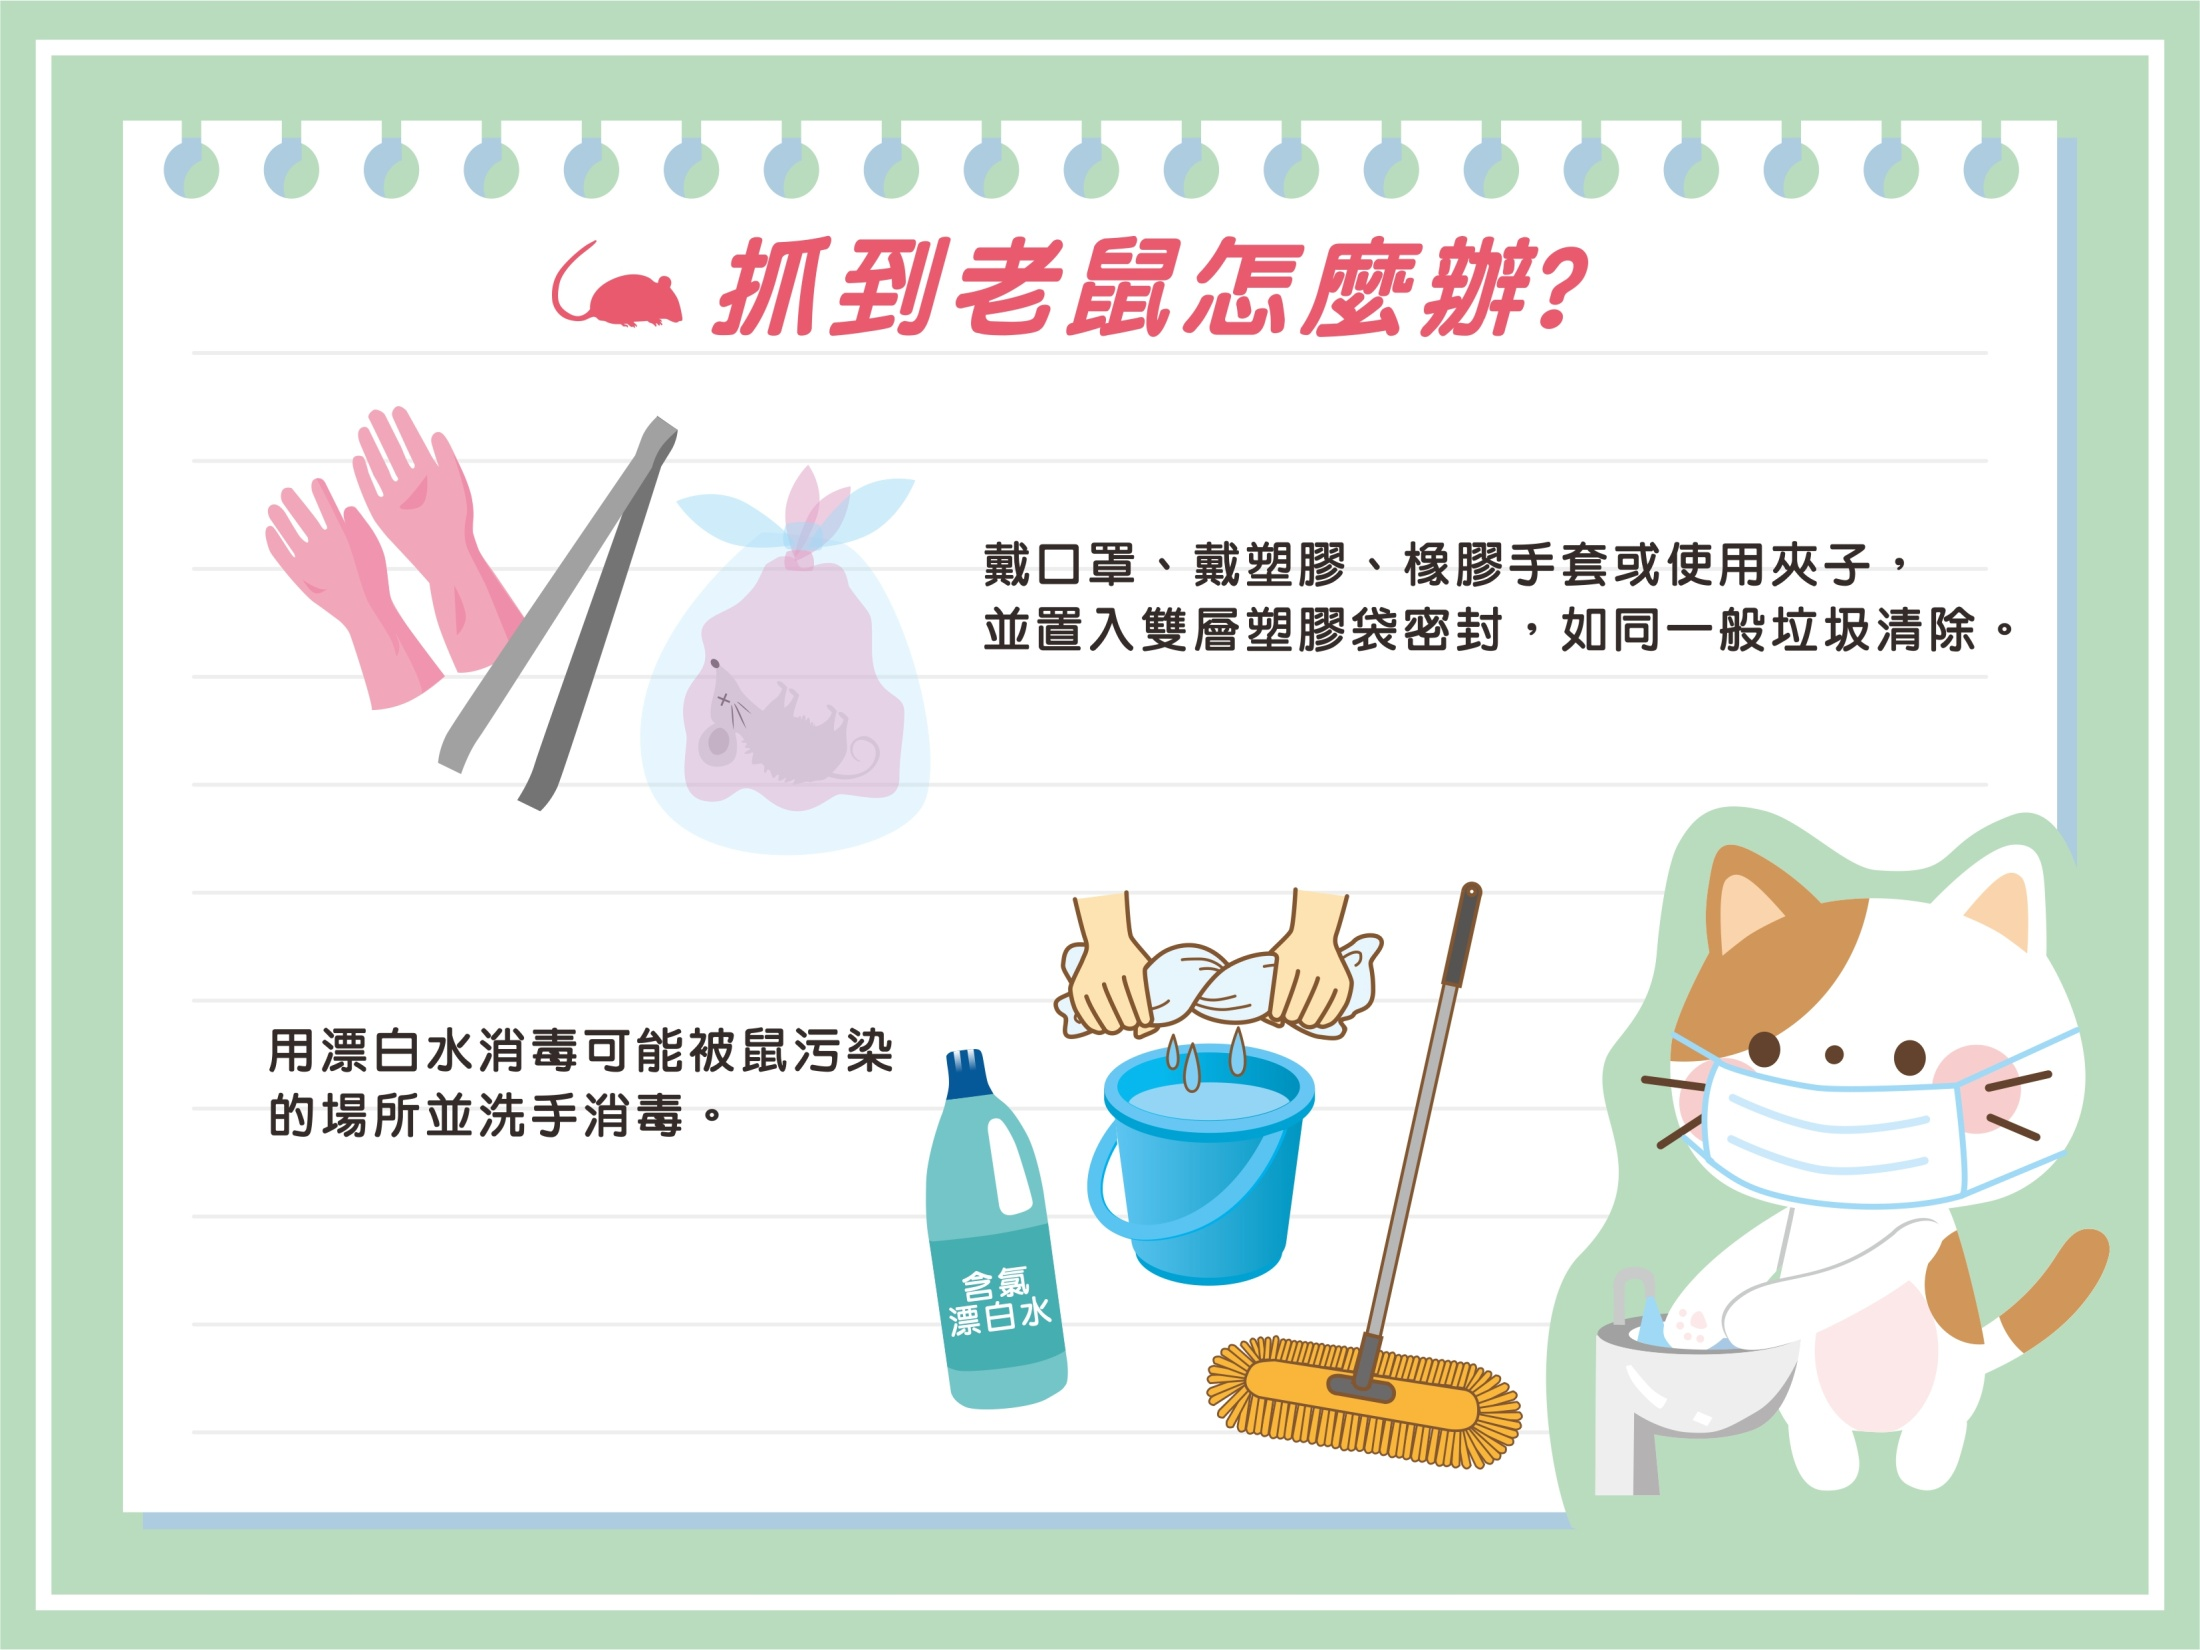 抓到老鼠怎麼辦?
戴口罩、戴塑膠、橡膠手套或使用夾子，
並置入雙層塑膠袋密封，如同一般垃圾清除。
用漂白水消毒可能被鼠污染
的場所並洗手消毒。
含氯
漂白水